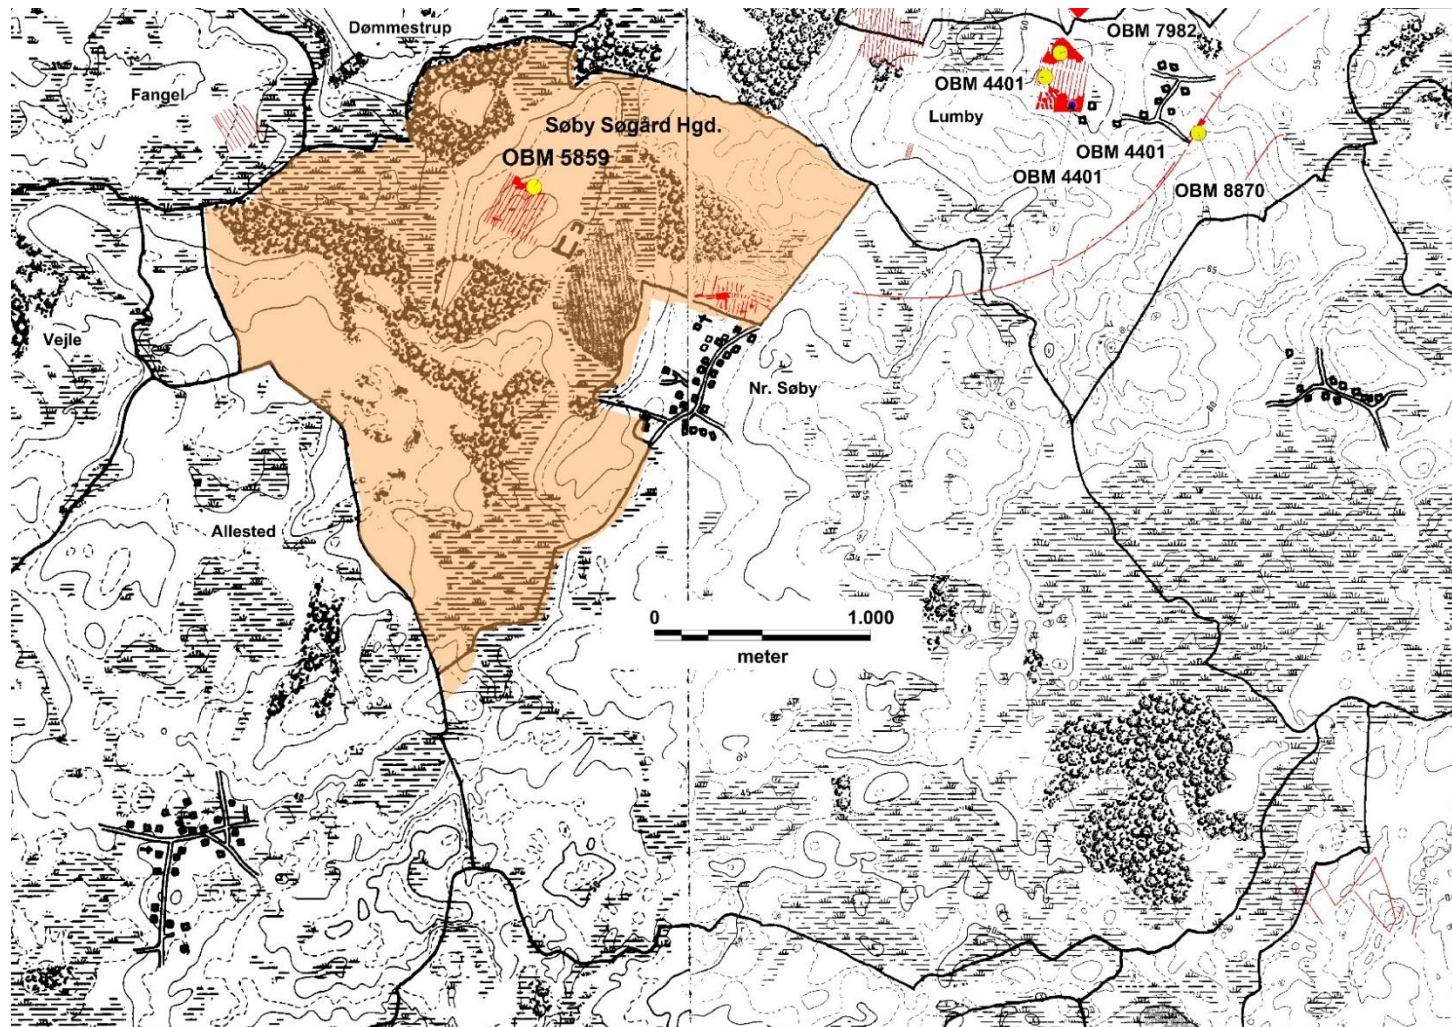 Dømmestrup
OBM 7982
Fangel
OBM 4401
Lumby
Søby Søgård Hgd.
OBM 5859
OBM 4401
OBM 4401
OBM 8870
Vejle
Nr. Søby
Allested
0 1.000
meter